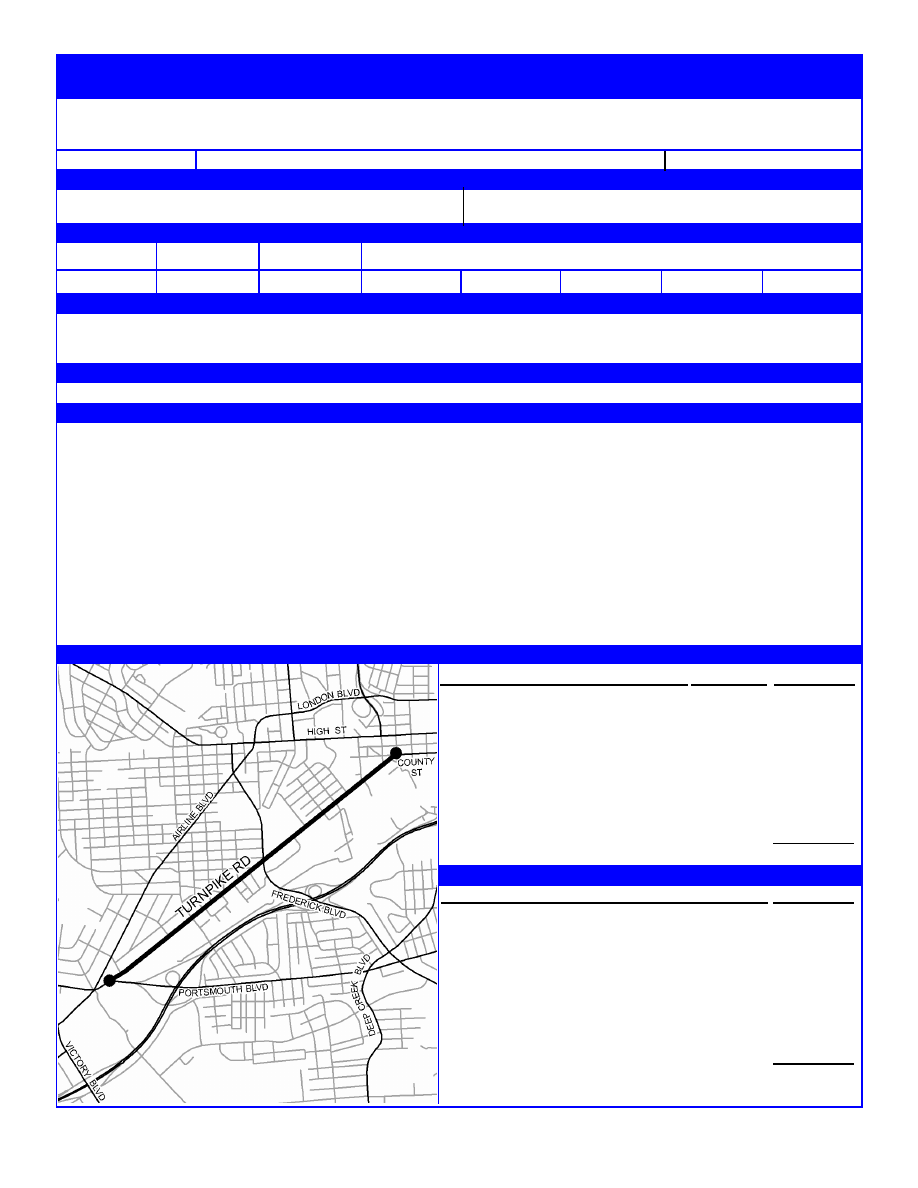 LONDON BLVD
HIGH ST
COUNTY
ST
AIRLINE BLVD
TURNPIKE RD
FREDERICK BLVD
PORTSMOUTH BLVD
DEEP CREEK BLVD
VICTORY BLVD